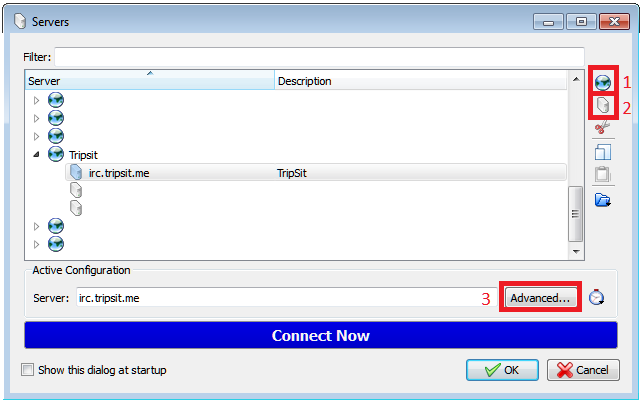 Servers
Filter:
Server Description
1
2
Tripsit
irc.tripsit.me TripSit
Active Configuration
Server: irc.tripsit.me 3 Advanced...
Connect Now
Show this dialog at startup OK Cancel